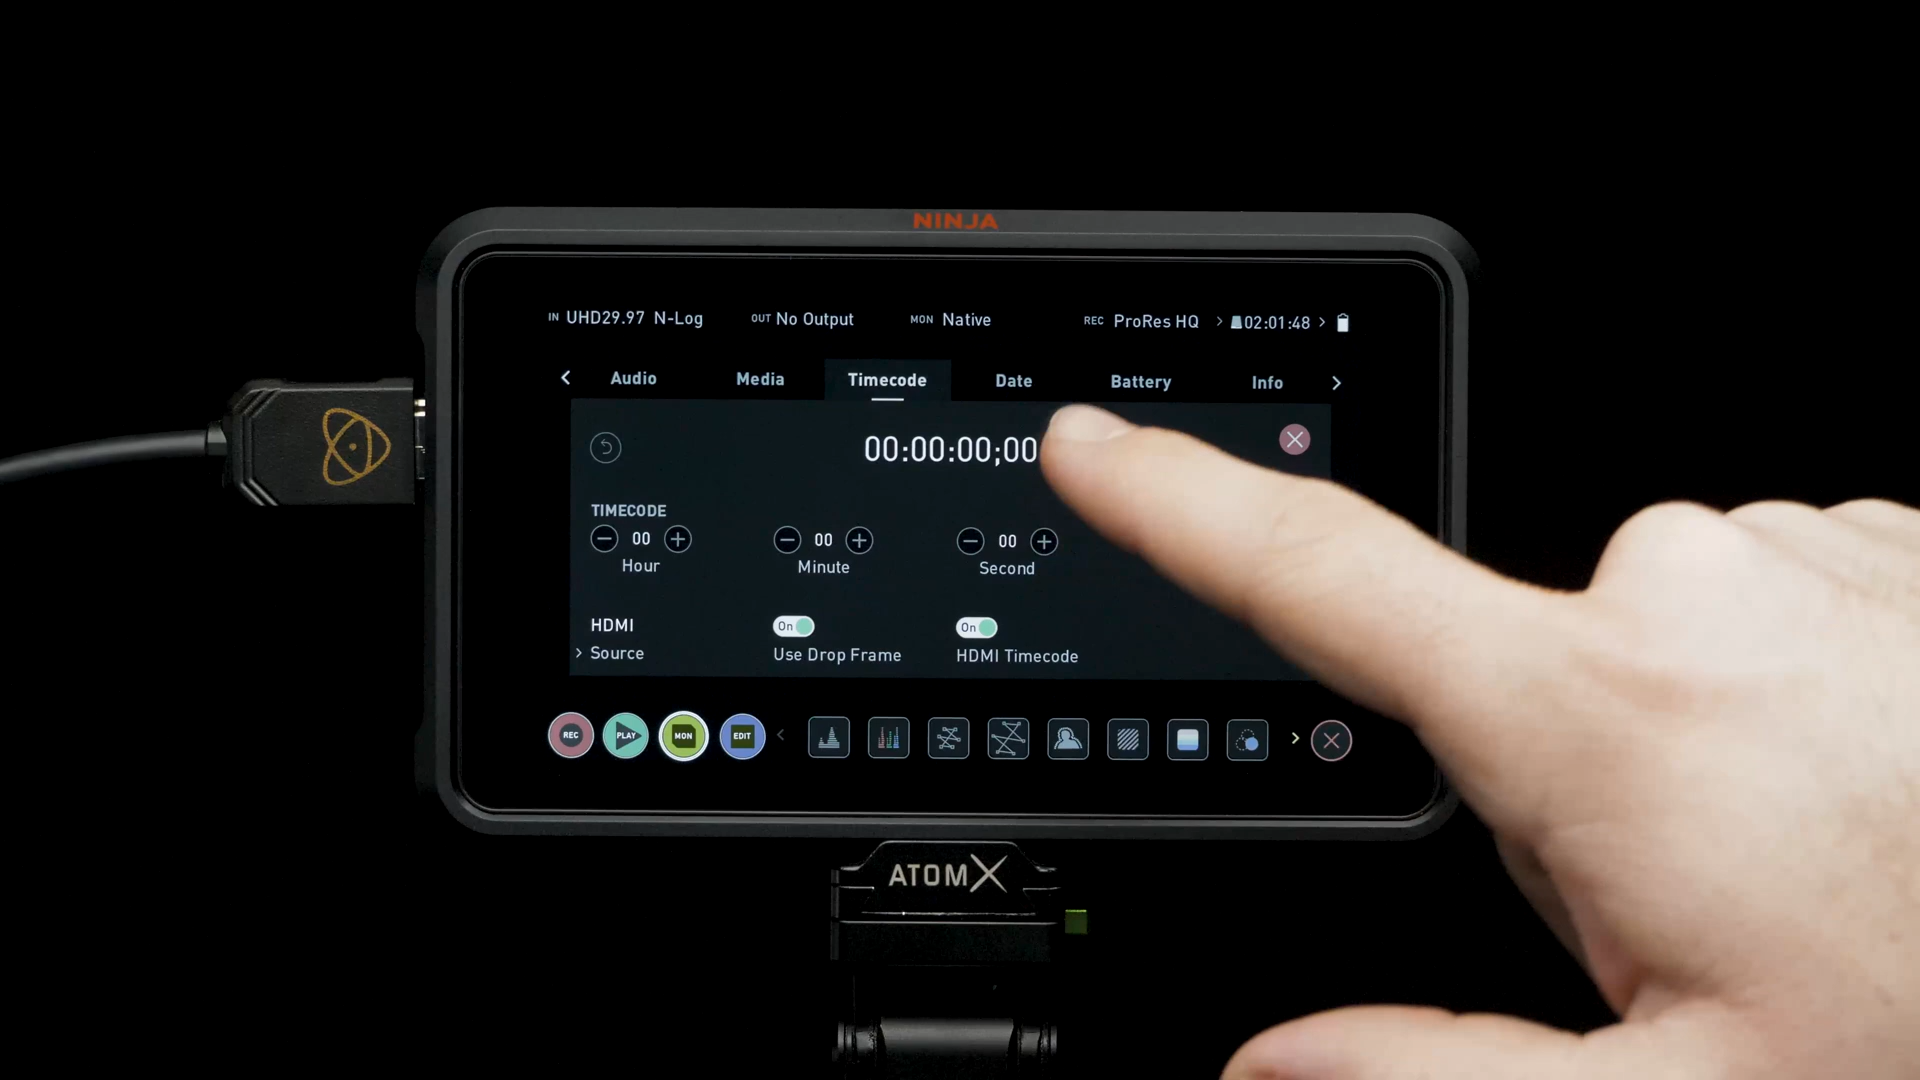 NINJA
IN UHD29.97 N-Log OUT No Output MON Native REC ProRes HQ > 02:01:48 >
< Audio Media Timecode Date Battery Info >
00:00:00;00
TIMECODE
00 00 00
Hour Minute Second
HDMI On On
> Source Use Drop Frame HDMI Timecode
REC PLAY MON EDIT < >
ATOMX